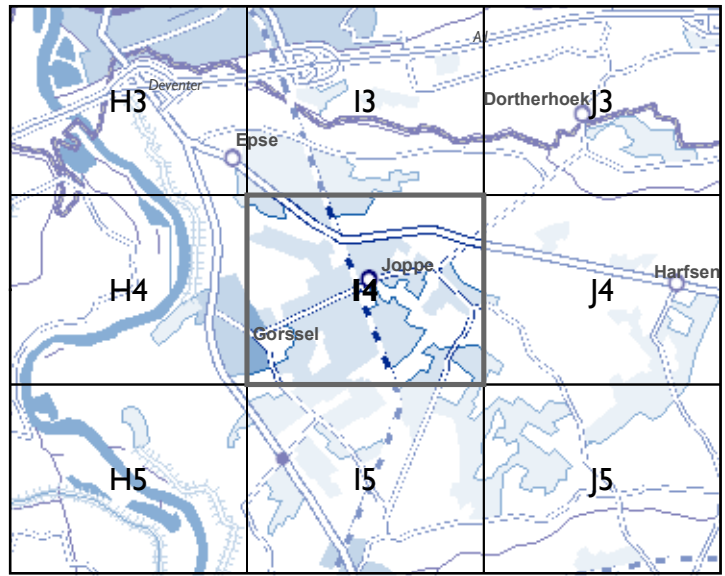 A1
Deventer
H3
I3
Dortherhoek
J3
Epse
Joppe
H4
I4
J4
Harfsen
Gorssel
H5
I5
J5